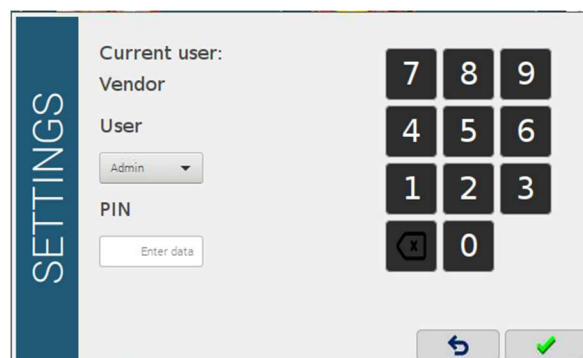 SETTINGS
Current user:
Vendor
User
Admin
PIN
Enter data
7 8 9
4 5 6
1 2 3
x 0